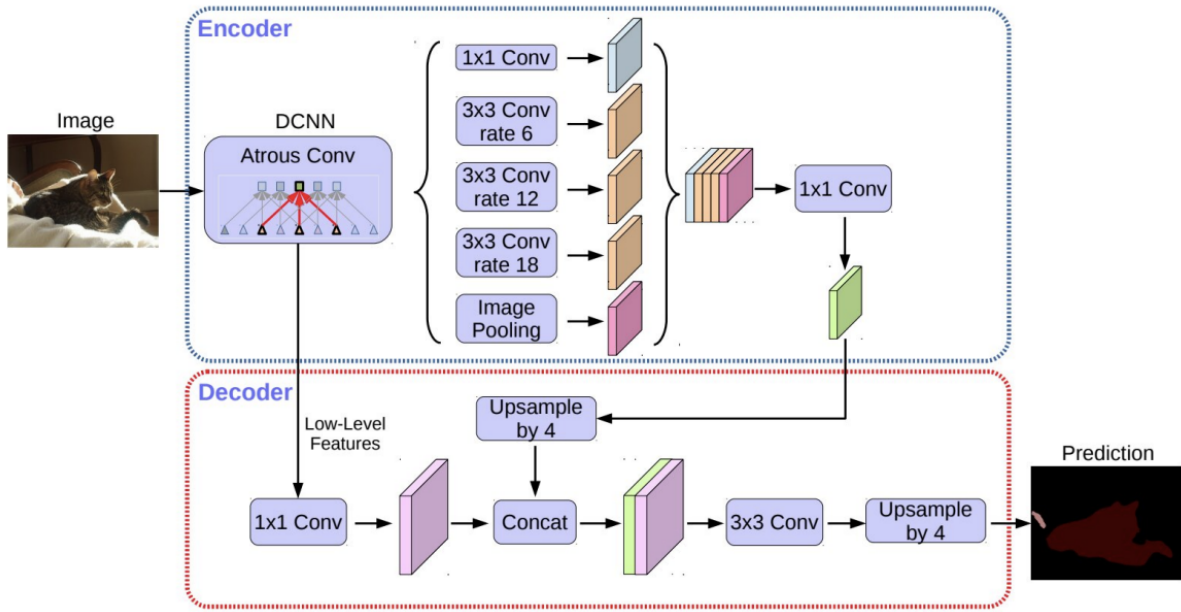 Encoder
Image
DCNN
Atrous Conv
1x1 Conv
3x3 Conv
rate 6
3x3 Conv
rate 12
3x3 Conv
rate 18
Image
Pooling
1x1 Conv
Decoder
Low-Level
Features
Upsample
by 4
1x1 Conv
Concat
3x3 Conv
Upsample
by 4
Prediction